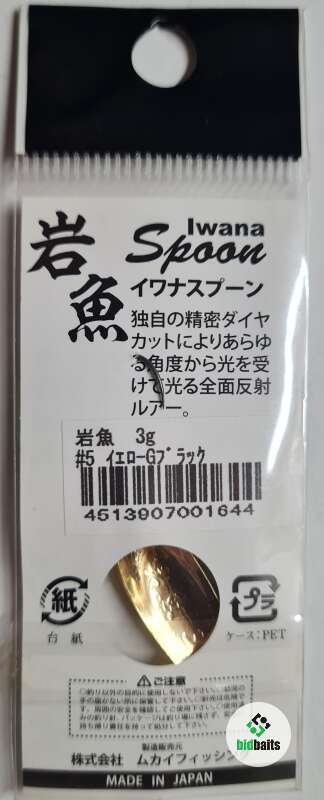 岩魚
Iwana
Spoon
イワナスプーン
独自の精密ダイヤ
カットによりあらゆ
る角度から光を受
けて光る全面反射
ルアー。
岩魚 3g
#5 イエローGブラック
4513907001644
紙
台紙
プラ
ケース:PET
⚠ご注意
製造販売元
株式会社 ムカイフィッシング
MADE IN JAPAN
bidbaits